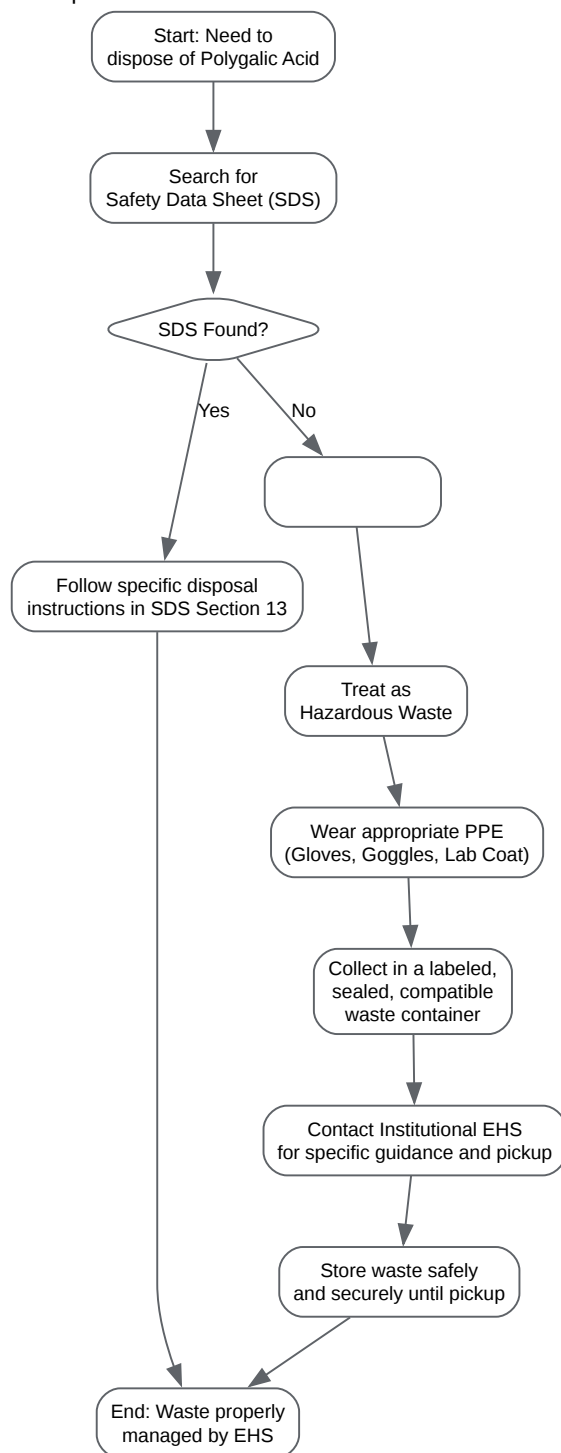 Start: Need to
dispose of Polygalic Acid
Search for
Safety Data Sheet (SDS)
SDS Found?
Yes
No
Follow specific disposal
instructions in SDS Section 13
Treat as
Hazardous Waste
Wear appropriate PPE
(Gloves, Goggles, Lab Coat)
Collect in a labeled,
sealed, compatible
waste container
Contact Institutional EHS
for specific guidance and pickup
Store waste safely
and securely until pickup
End: Waste properly
managed by EHS